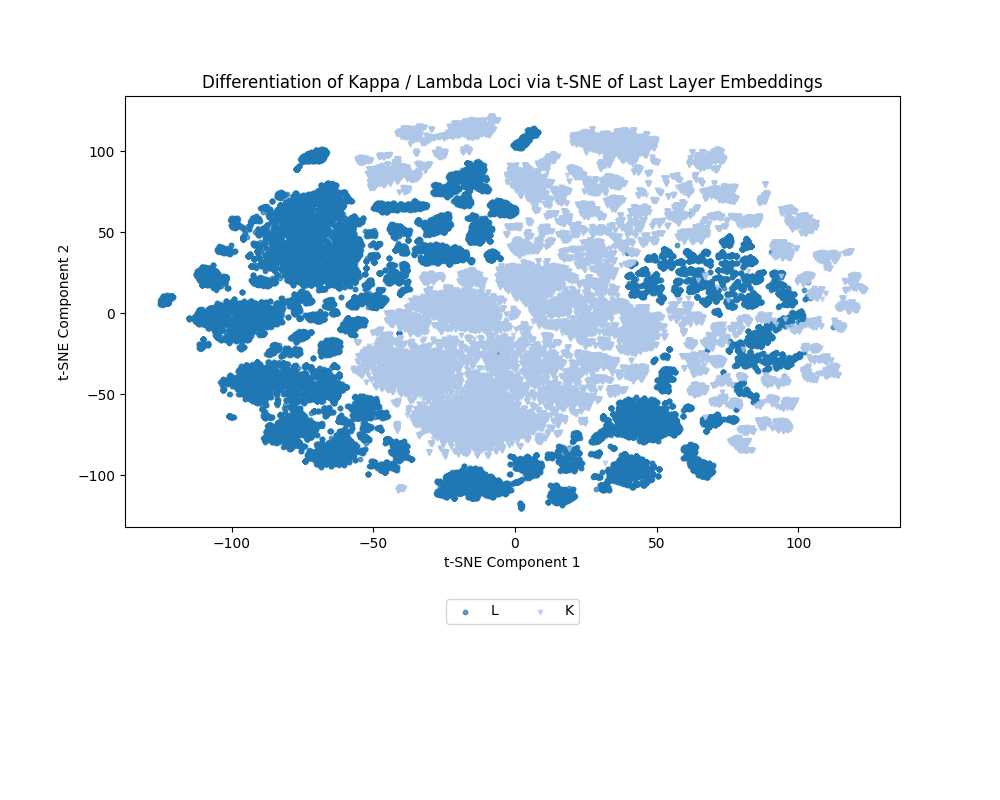 Differentiation of Kappa / Lambda Loci via t-SNE of Last Layer Embeddings
t-SNE Component 2
100
50
0
−50
−100
−100
−50
0
50
100
t-SNE Component 1
L
K